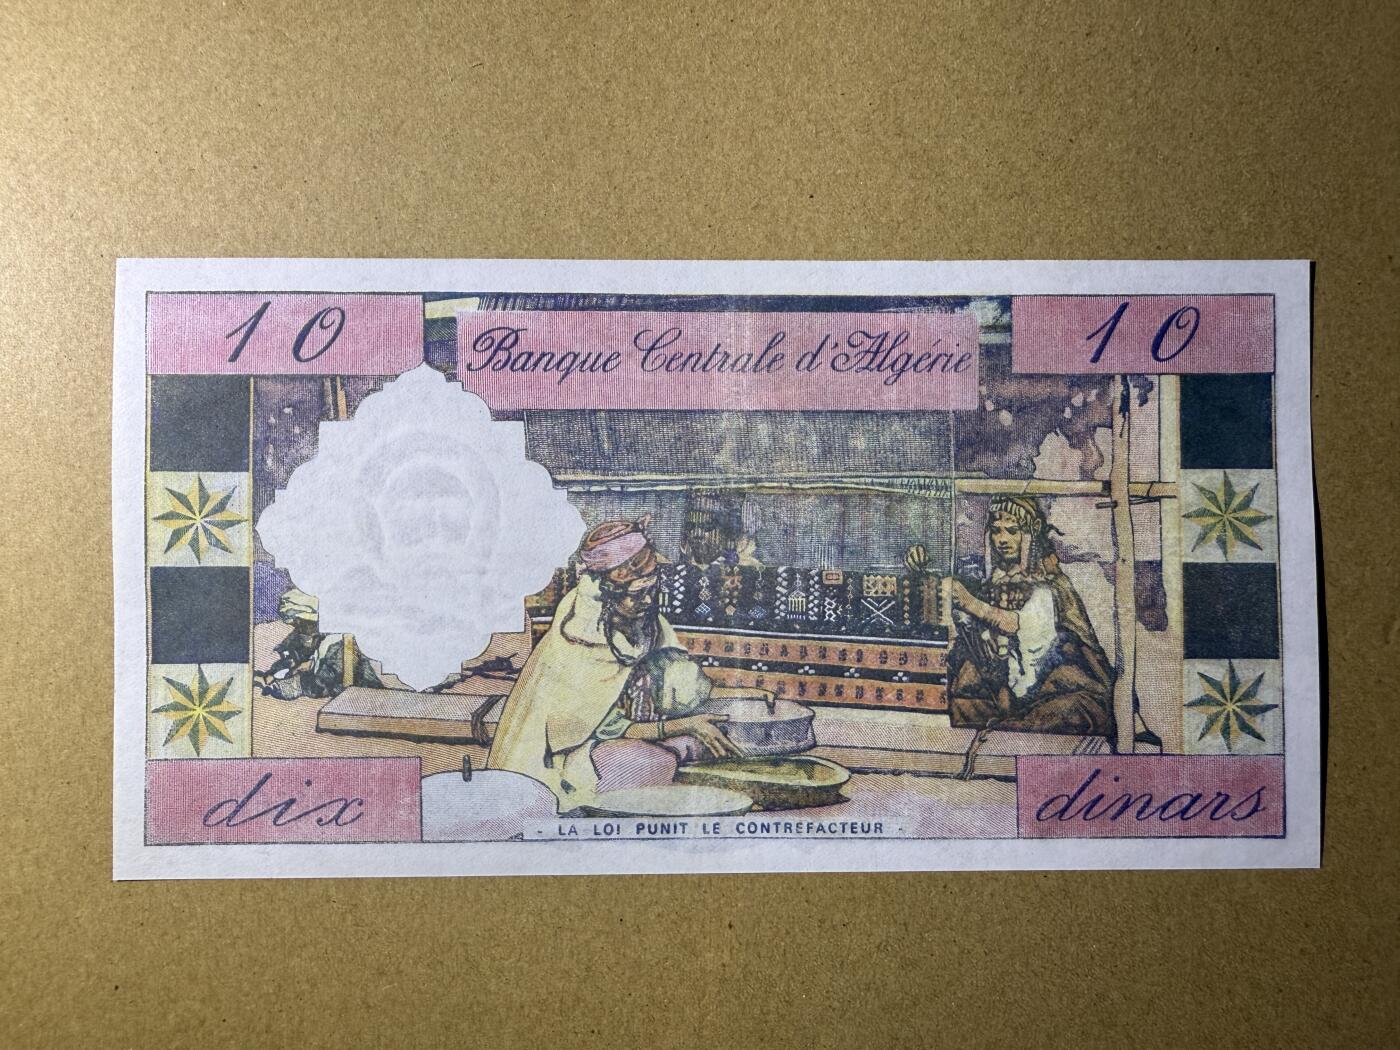 10
Banque Centrale d'Algérie
10
dix
dinars
- LA LOI PUNIT LE CONTREFACTEUR -